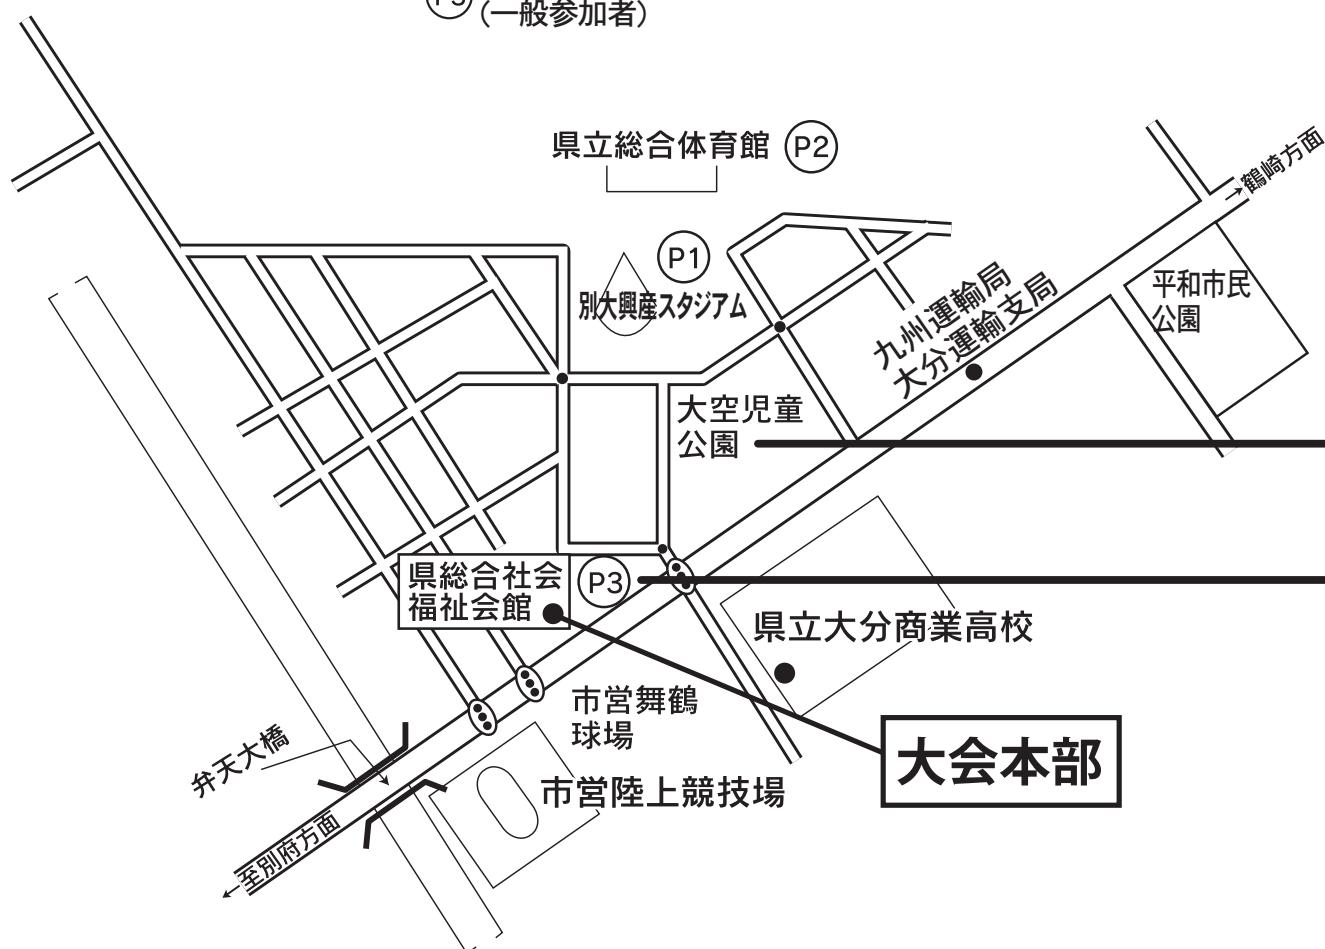 (一般参加者)
県立総合体育館 P2
P1
別大興産スタジアム
鶴崎方面
平和市民
公園
九州運輸局
大分運輸支局
大空児童
公園
県総合社会
福祉会館
P3
県立大分商業高校
市営舞鶴
球場
大会本部
弁天大橋
市営陸上競技場
至別府方面